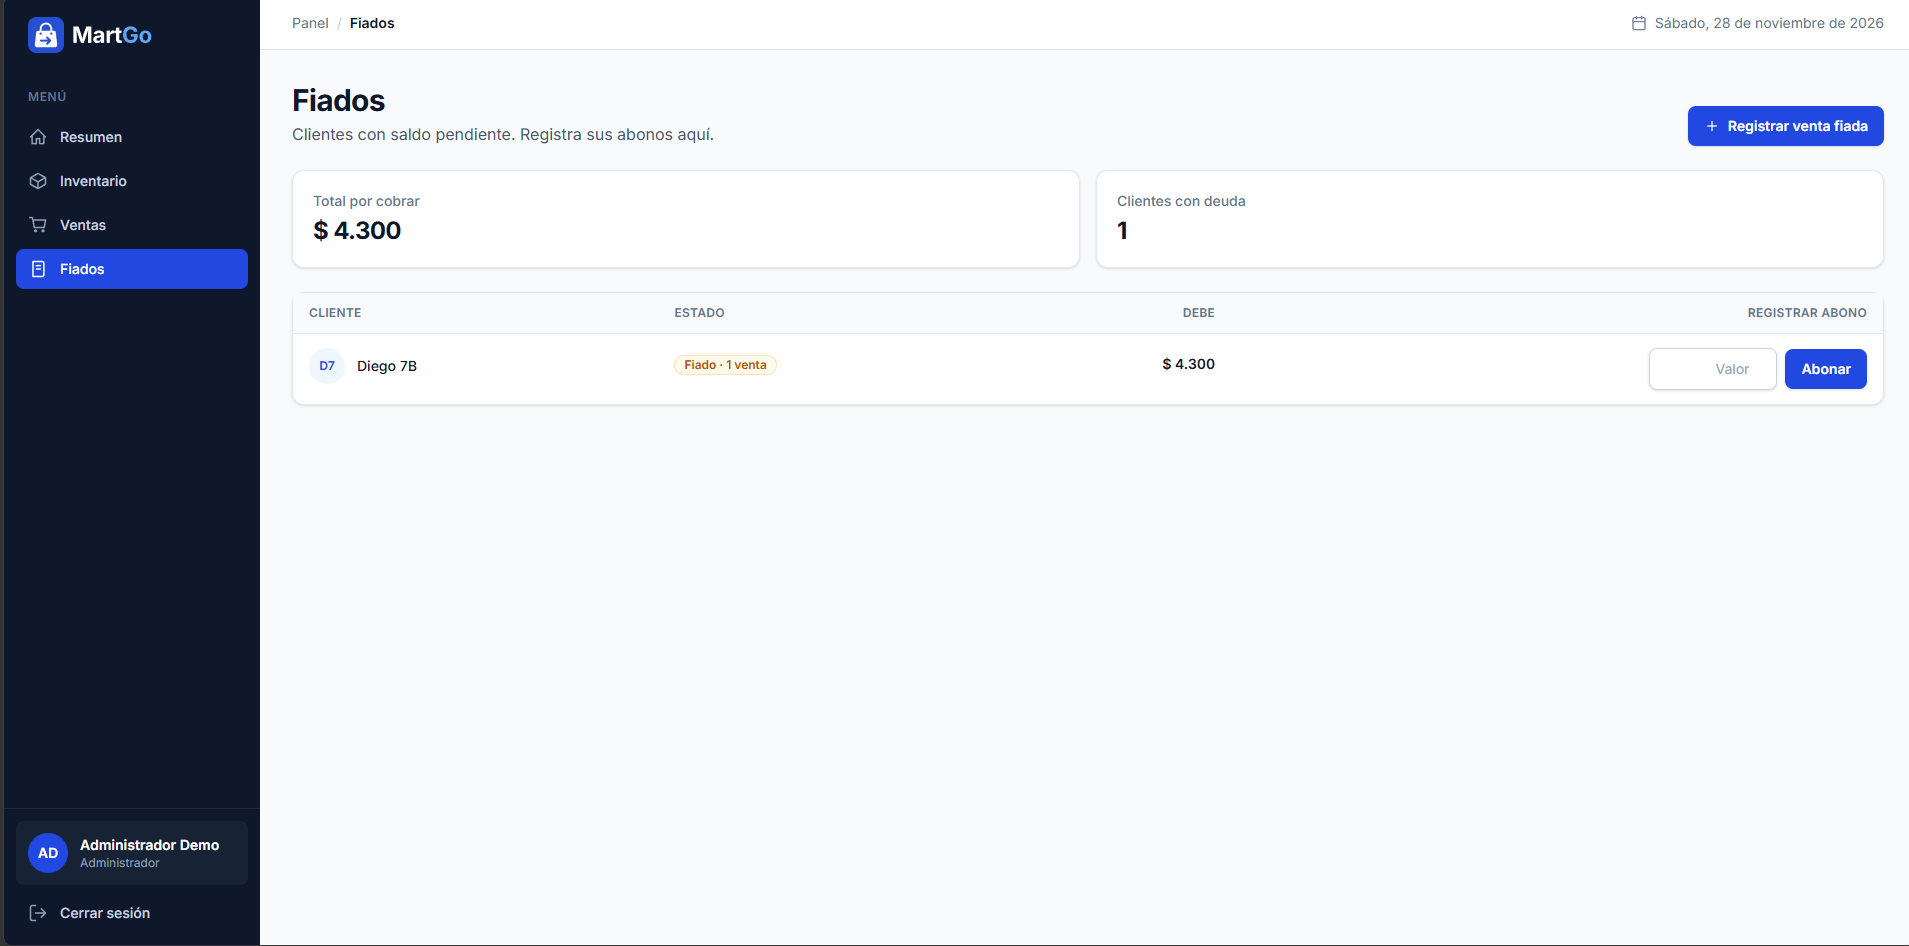 MartGo
MENÚ
Resumen
Inventario
Ventas
Fiados
AD
Administrador Demo
Administrador
Cerrar sesión
Panel / Fiados
Sábado, 28 de noviembre de 2026
Fiados
Clientes con saldo pendiente. Registra sus abonos aquí.
+ Registrar venta fiada
Total por cobrar
$ 4.300
Clientes con deuda
1
CLIENTE ESTADO DEBE REGISTRAR ABONO
D7 Diego 7B Fiado · 1 venta $ 4.300 Valor Abonar